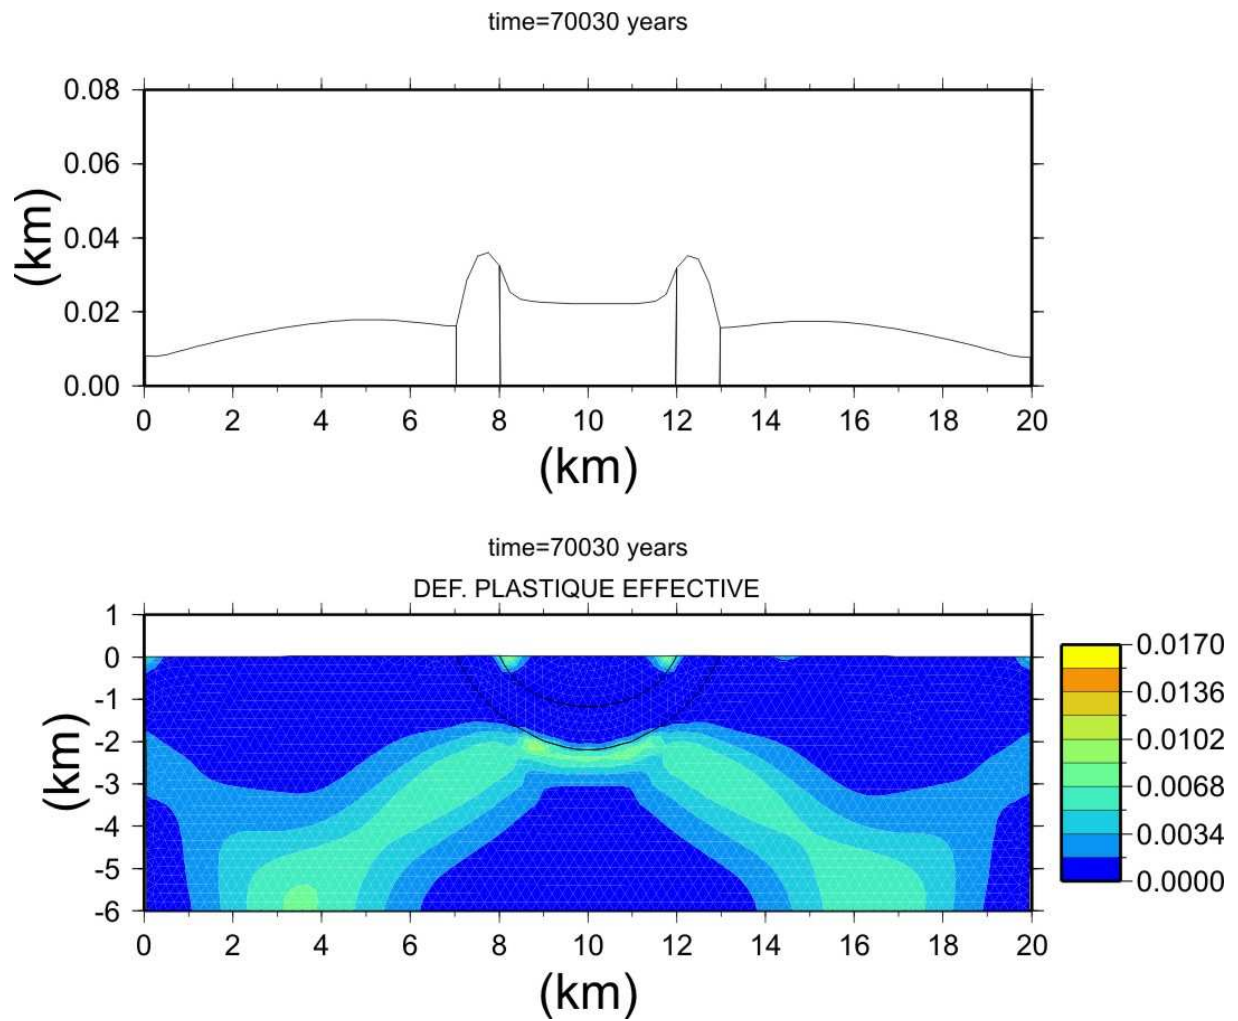 time=70030 years
0.08
0.06
0.04
0.02
0.00
(km)
0 2 4 6 8 10 12 14 16 18 20
(km)
time=70030 years
DEF. PLASTIQUE EFFECTIVE
1
0
-1
-2
-3
-4
-5
-6
(km)
0 2 4 6 8 10 12 14 16 18 20
(km)
0.0170
0.0136
0.0102
0.0068
0.0034
0.0000